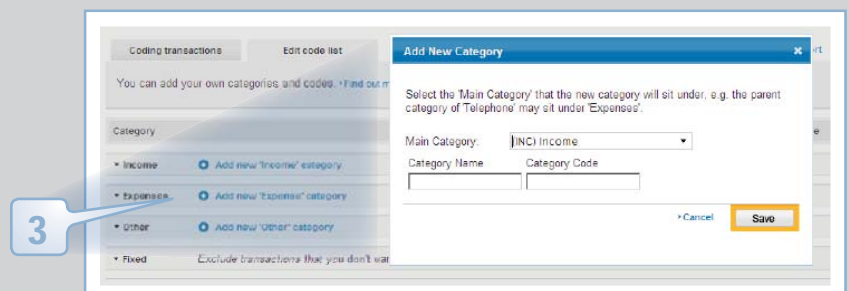 Coding transactions Edit code list
You can add your own categories and codes. Find out m
Category
Income Add new 'Income' category
Expenses Add new 'Expense' category
Other Add new 'Other' category
Fixed Exclude transactions that you don't wan
Add New Category ×
Select the 'Main Category' that the new category will sit under, e.g. the parent
category of 'Telephone' may sit under 'Expenses'.
Main Category: (INC) Income
Category Name Category Code
Cancel Save
3